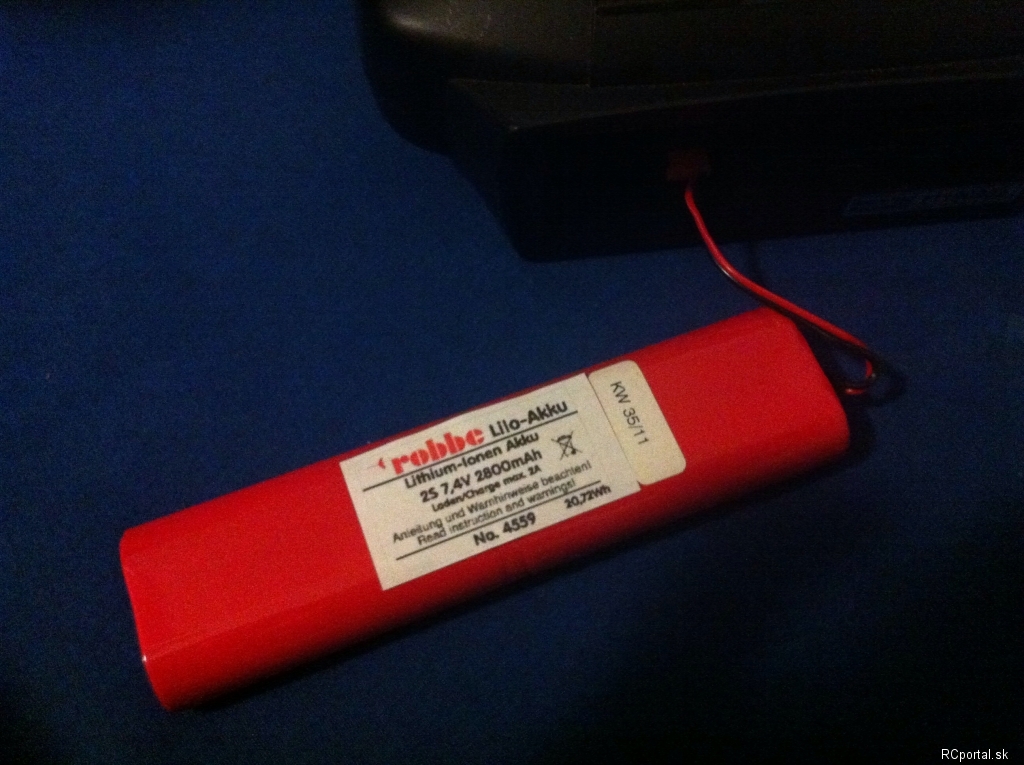 robbe Lilo-Akku
Lithium-Ionen Akku
2S 7,4V 2800mAh
Laden/Charge max. 2A
Anleitung und Warnhinweise beachten!
Read instruction and warnings!
No. 4559 20,72Wh
KW 35/11
RCportal.sk